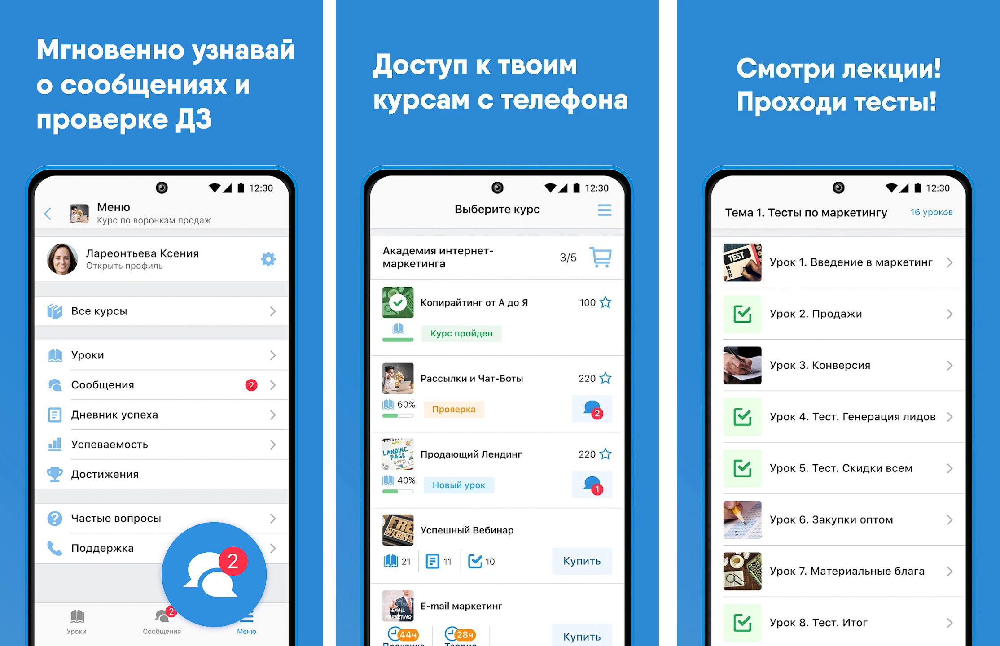 Мгновенно узнавай
о сообщениях и
проверке ДЗ
12:30
Меню
Курс по воронкам продаж
Лареонтьева Ксения
Открыть профиль
Все курсы
Уроки
Сообщения
2
Дневник успеха
Успеваемость
Достижения
Частые вопросы
Поддержка
2
2
Уроки
Сообщения
Меню
Доступ к твоим
курсам с телефона
12:30
Выберите курс
Академия интернет-
маркетинга
3/5
Копирайтинг от А до Я
100
Курс пройден
Рассылки и Чат-Боты
220
60%
Проверка
2
LANDING
PAGE
Продающий Лендинг
220
40%
Новый урок
1
FREE
WEBINA
Успешный Вебинар
21
11
10
Купить
EMAIL
MARKETING
E-mail маркетинг
44ч
28ч
Купить
Практика
Теория
Смотри лекции!
Проходи тесты!
12:30
Тема 1. Тесты по маркетингу
16 уроков
TEST
1
2
3
Урок 1. Введение в маркетинг
Урок 2. Продажи
Урок 3. Конверсия
Урок 4. Тест. Генерация лидов
Урок 5. Тест. Скидки всем
Урок 6. Закупки оптом
Урок 7. Материальные блага
Урок 8. Тест. Итог